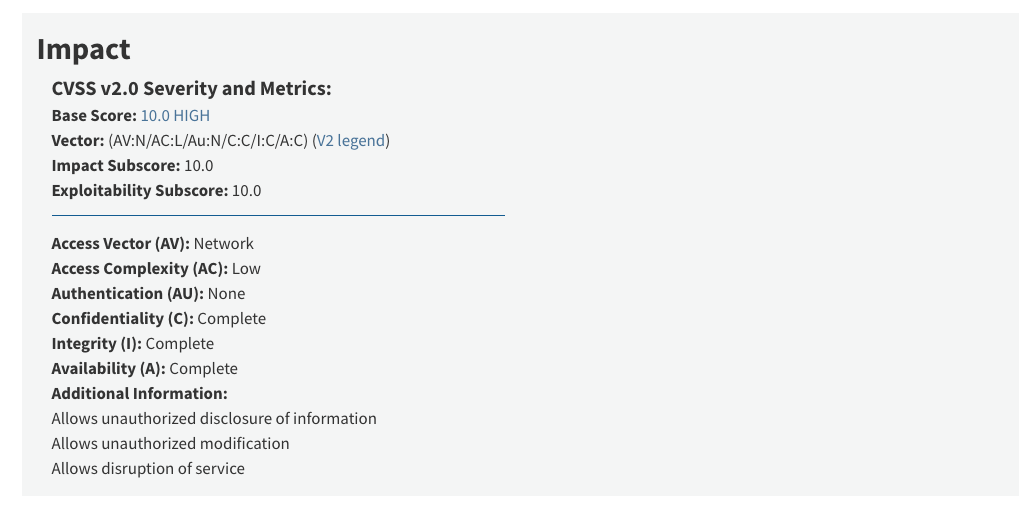 Impact
CVSS v2.0 Severity and Metrics:
Base Score: 10.0 HIGH
Vector: (AV:N/AC:L/Au:N/C:C/I:C/A:C) (V2 legend)
Impact Subscore: 10.0
Exploitability Subscore: 10.0
Access Vector (AV): Network
Access Complexity (AC): Low
Authentication (AU): None
Confidentiality (C): Complete
Integrity (I): Complete
Availability (A): Complete
Additional Information:
Allows unauthorized disclosure of information
Allows unauthorized modification
Allows disruption of service